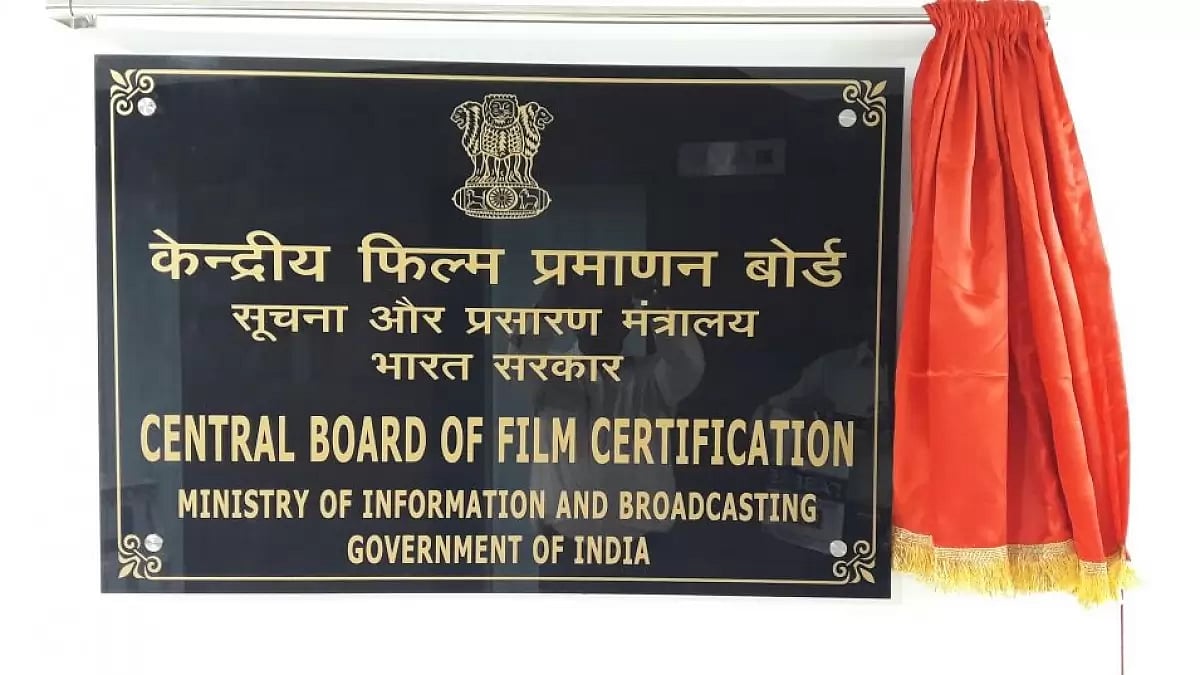 केन्द्रीय फिल्म प्रमाणन बोर्ड
सूचना और प्रसारण मंत्रालय
भारत सरकार
CENTRAL BOARD OF FILM CERTIFICATION
MINISTRY OF INFORMATION AND BROADCASTING
GOVERNMENT OF INDIA